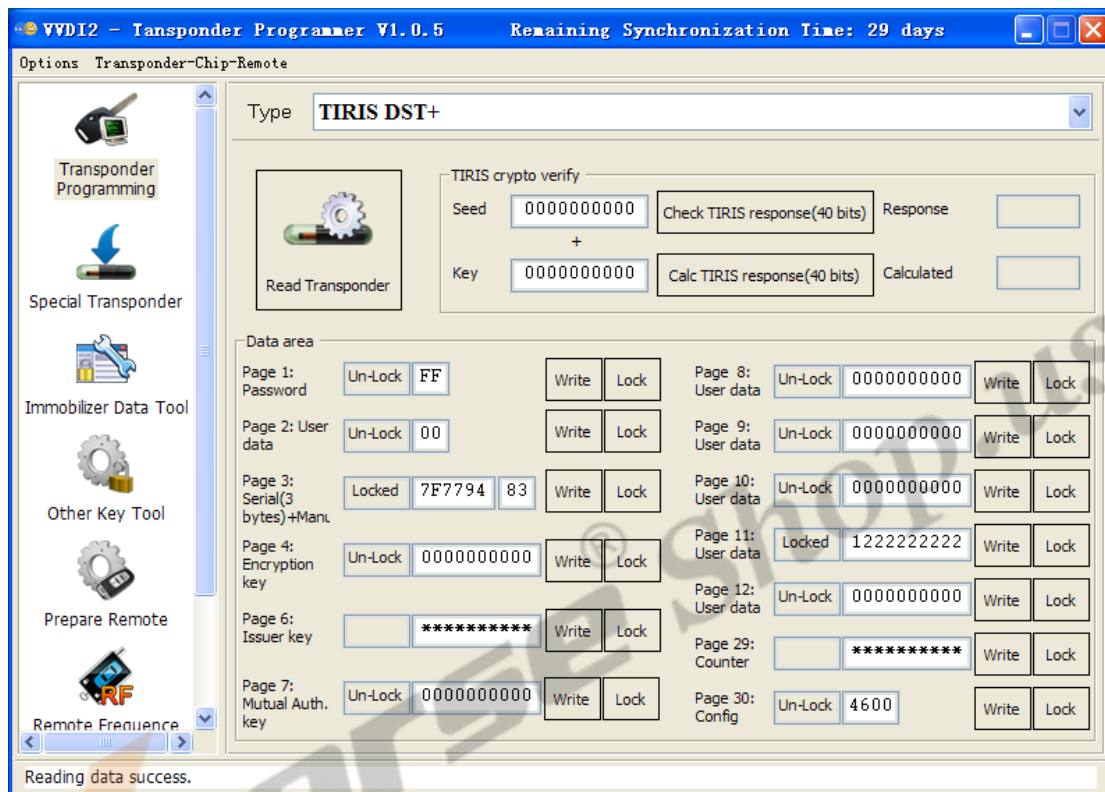 VVDI2 - Tansponder Programmer V1.0.5 Remaining Synchronization Time: 29 days
Options Transponder-Chip-Remote
Transponder
Programming
Special Transponder
Immobilizer Data Tool
Other Key Tool
Prepare Remote
RF
Remote Frequence
Type TIRIS DST+
Read Transponder
TIRIS crypto verify
Seed 0000000000 Check TIRIS response(40 bits) Response
+
Key 0000000000 Calc TIRIS response(40 bits) Calculated
Data area
Page 1:
Password Un-Lock FF Write Lock
Page 2: User
data Un-Lock 00 Write Lock
Page 3:
Serial(3
bytes)+Manu Locked 7F7794 83 Write Lock
Page 4:
Encryption
key Un-Lock 0000000000 Write Lock
Page 6:
Issuer key ********** Write Lock
Page 7:
Mutual Auth.
key Un-Lock 0000000000 Write Lock
Page 8:
User data Un-Lock 0000000000 Write Lock
Page 9:
User data Un-Lock 0000000000 Write Lock
Page 10:
User data Un-Lock 0000000000 Write Lock
Page 11:
User data Locked 1222222222 Write Lock
Page 12:
User data Un-Lock 0000000000 Write Lock
Page 29:
Counter ********** Write Lock
Page 30:
Config Un-Lock 4600 Write Lock
Reading data success.
arse® shop.us